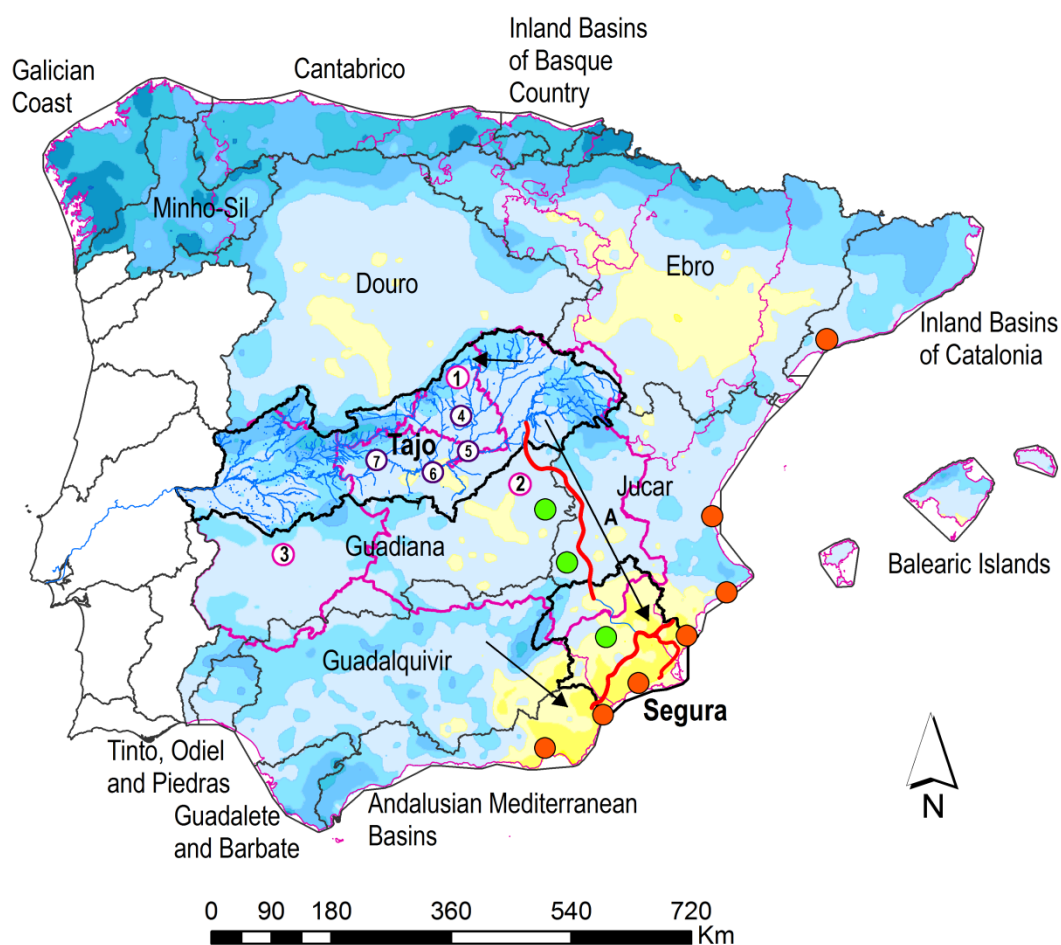 Inland Basins
of Basque
Country
Galician
Coast
Cantabrico
Minho-Sil
Douro
Ebro
Inland Basins
of Catalonia
1
4
Tajo
5
7
6
2
Jucar
A
3
Guadiana
Balearic Islands
Guadalquivir
Segura
Tinto, Odiel
and Piedras
Guadalete
and Barbate
Andalusian Mediterranean
Basins
N
0 90 180 360 540 720
Km